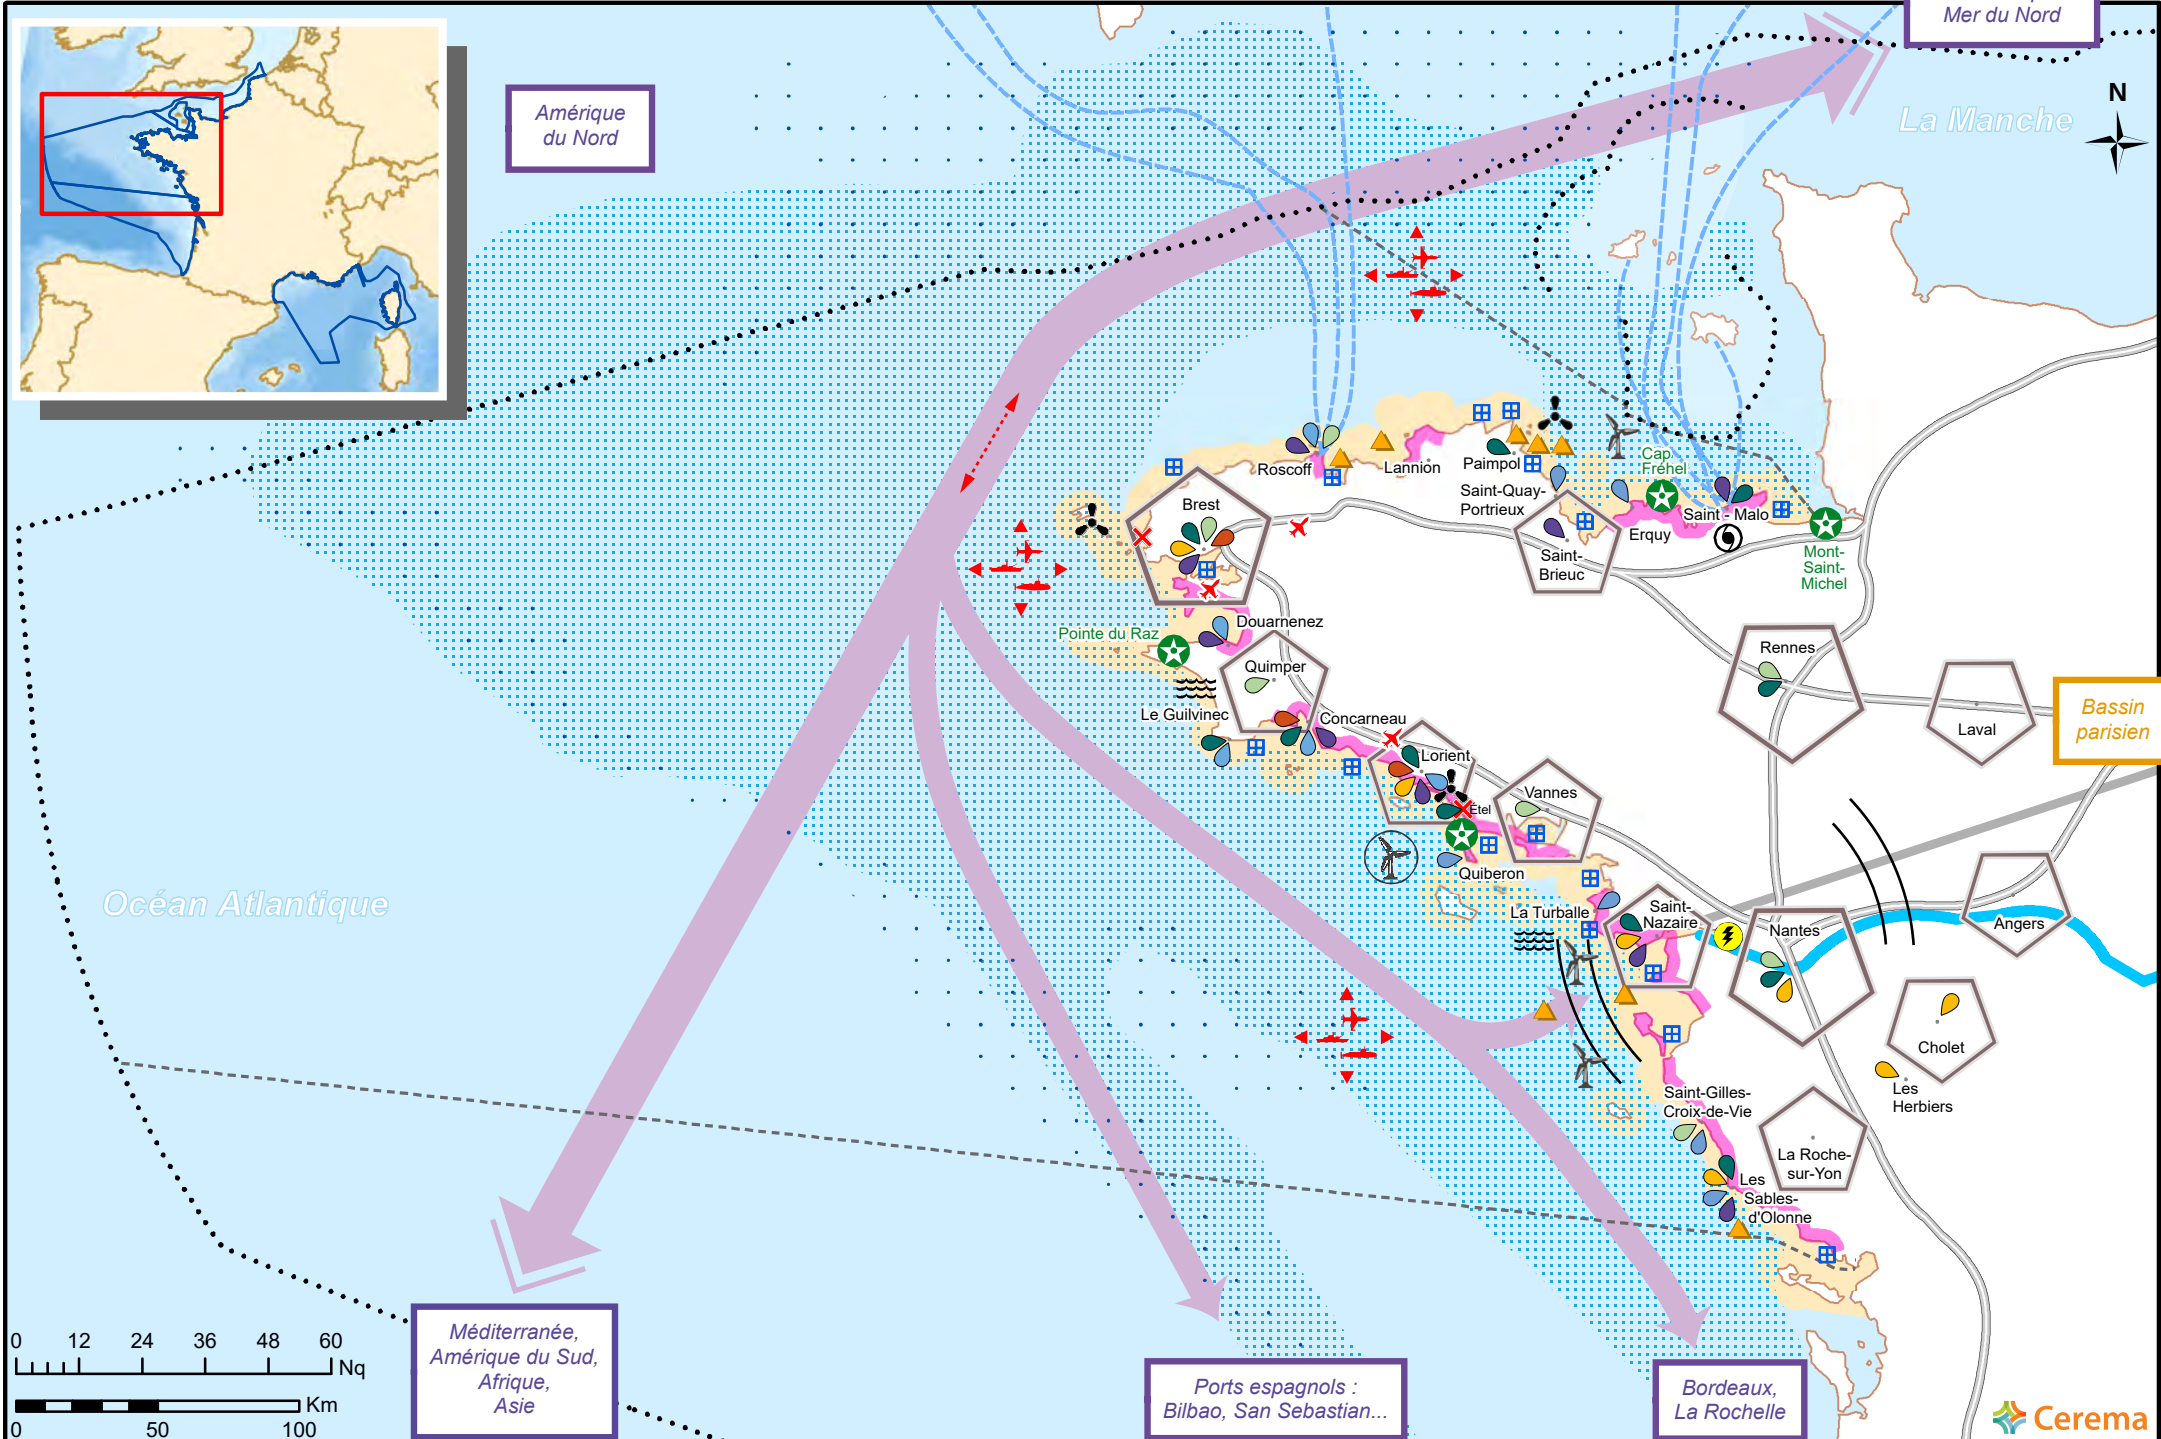 Mer du Nord
Amérique
du Nord
La Manche
N
Roscoff
Lannion
Paimpol
Saint-Quay-
Portrieux
Cap
Fréhel
Saint - Malo
Erquy
Mont-
Saint-
Michel
Brest
Saint-
Brieuc
Douarnenez
Pointe du Raz
Quimper
Le Guilvinec
Concarneau
Rennes
Laval
Bassin
parisien
Lorient
Étel
Vannes
Quiberon
La Turballe
Saint-
Nazaire
Nantes
Angers
Océan Atlantique
Cholet
Les
Herbiers
Saint-Gilles-
Croix-de-Vie
La Roche-
sur-Yon
Les
Sables-
d'Olonne
0 12 24 36 48 60
Nq
Km
0 50 100
Méditerranée,
Amérique du Sud,
Afrique,
Asie
Ports espagnols :
Bilbao, San Sebastian...
Bordeaux,
La Rochelle
Cerema